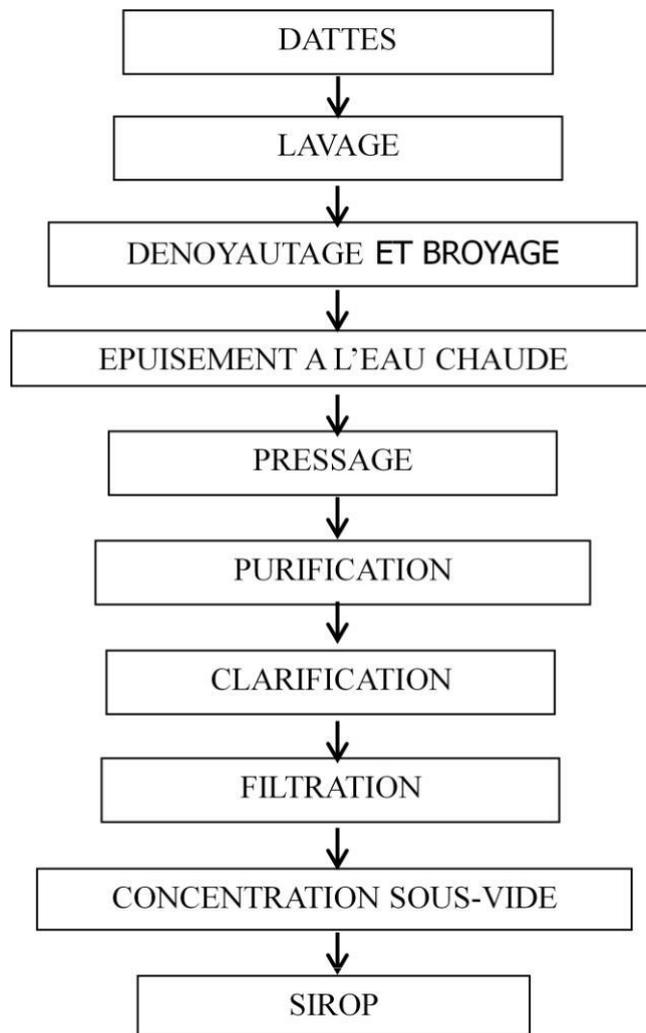 DATTES
LAVAGE
DENOYAUTAGE ET BROYAGE
EPUISEMENT A L’EAU CHAUDE
PRESSAGE
PURIFICATION
CLARIFICATION
FILTRATION
CONCENTRATION SOUS-VIDE
SIROP